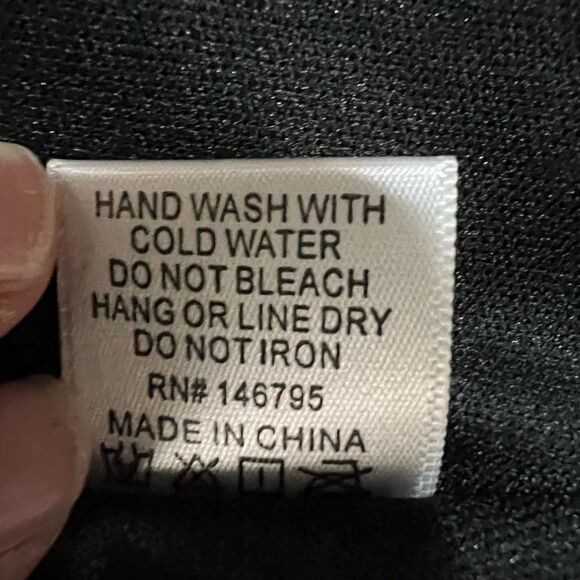 HAND WASH WITH
COLD WATER
DO NOT BLEACH
HANG OR LINE DRY
DO NOT IRON
RN# 146795
MADE IN CHINA